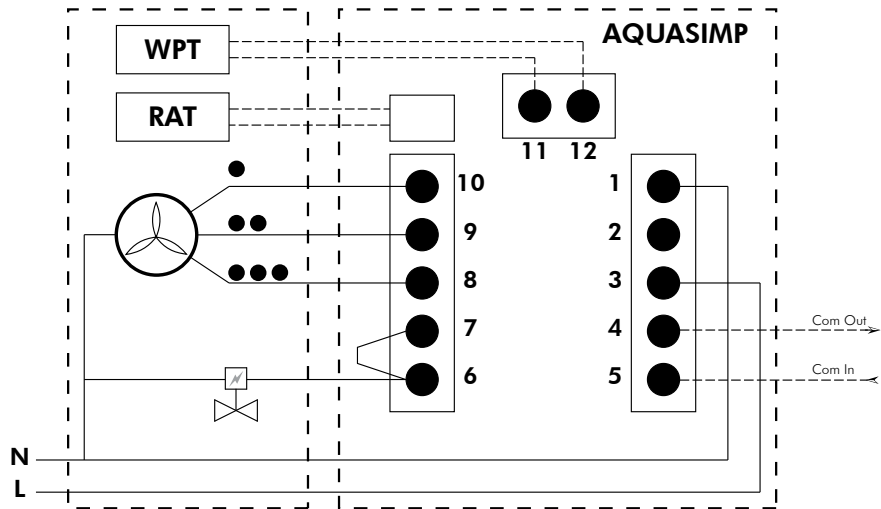 AQUASIMP
WPT
RAT
11 12
10 1
9 2
8 3
7 4 Com Out
6 5 Com In
N
L